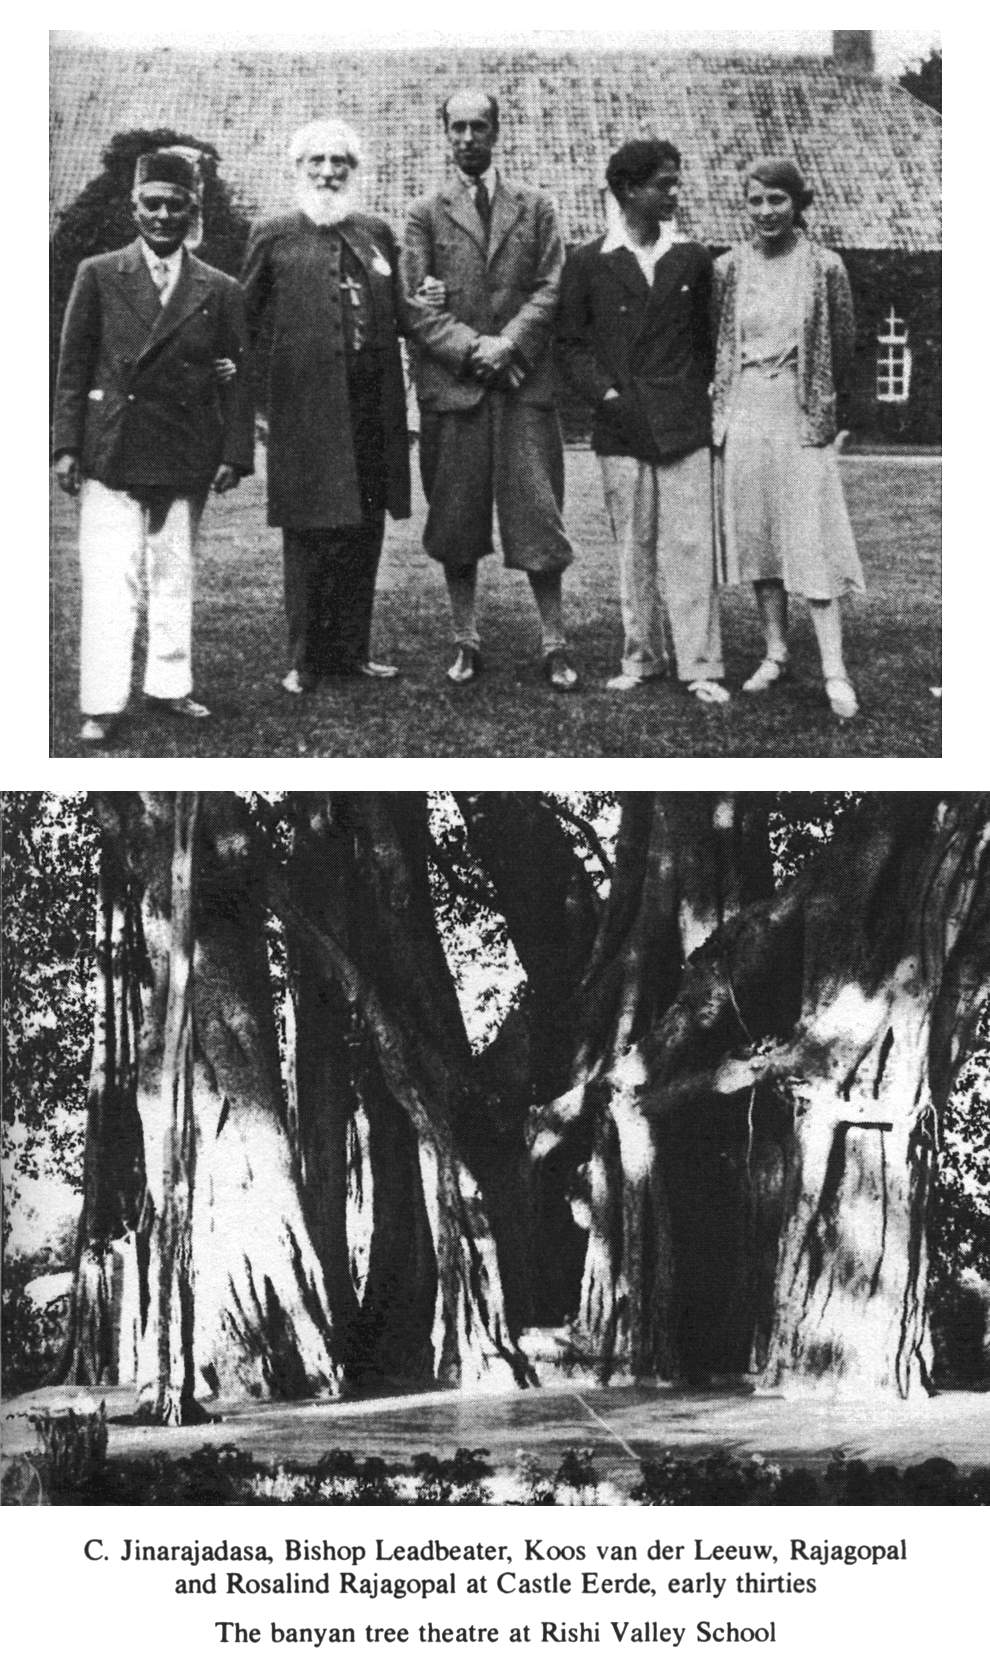 C. Jinarajadasa, Bishop Leadbeater, Koos van der Leeuw, Rajagopal
and Rosalind Rajagopal at Castle Eerde, early thirties
The banyan tree theatre at Rishi Valley School